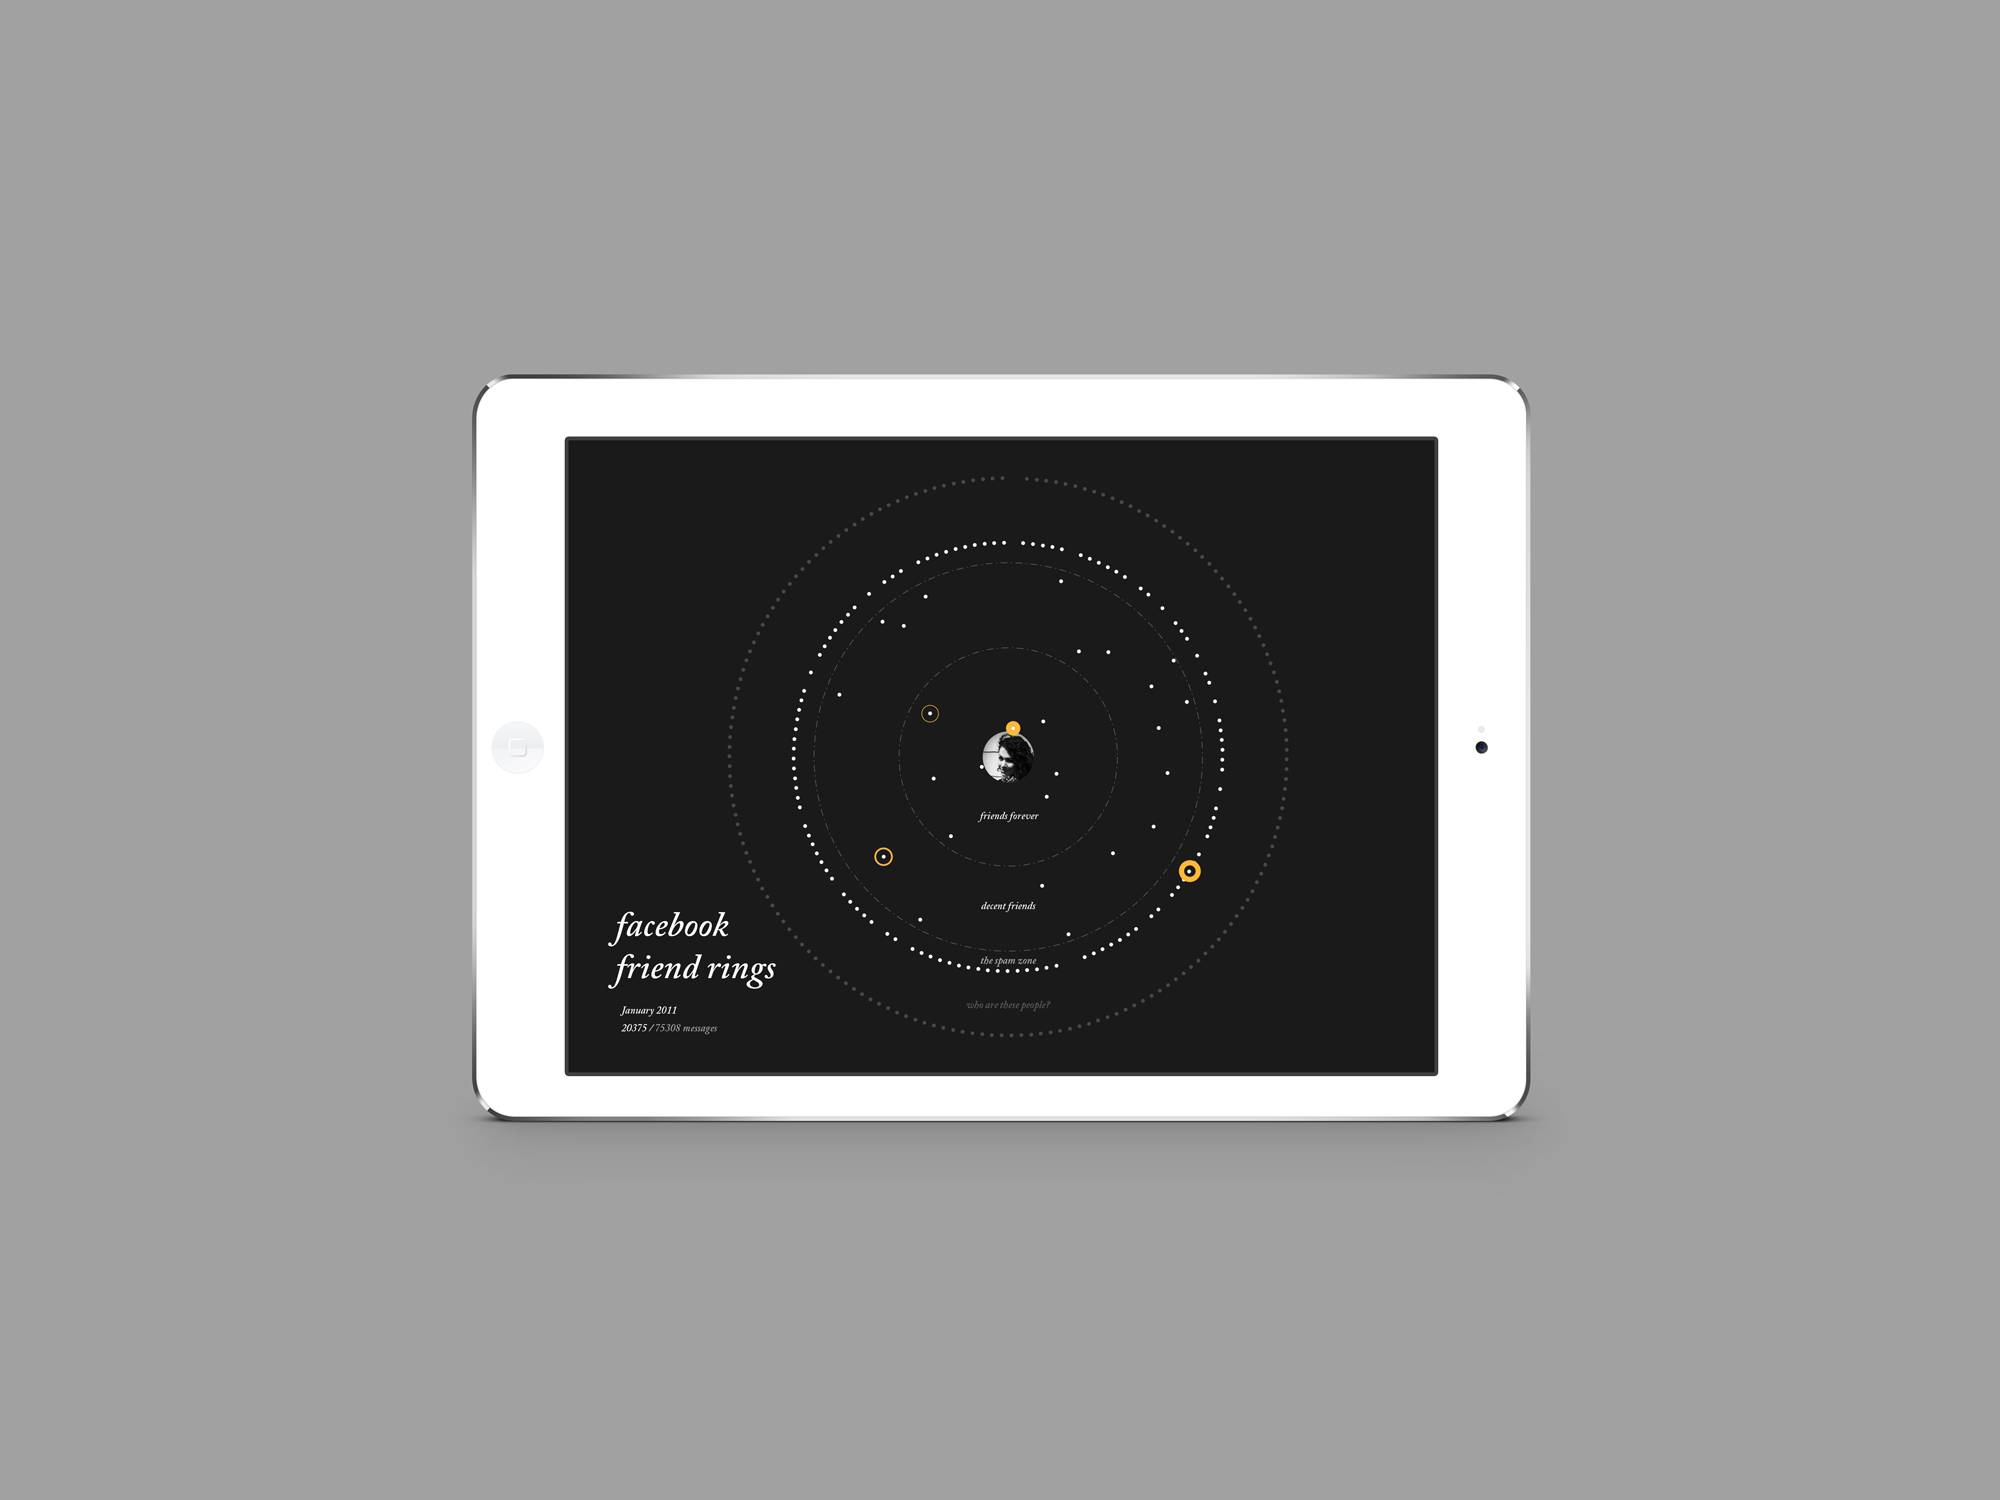 friends forever
decent friends
the spam zone
who are these people?
facebook
friend rings
January 2011
20375 / 75308 messages